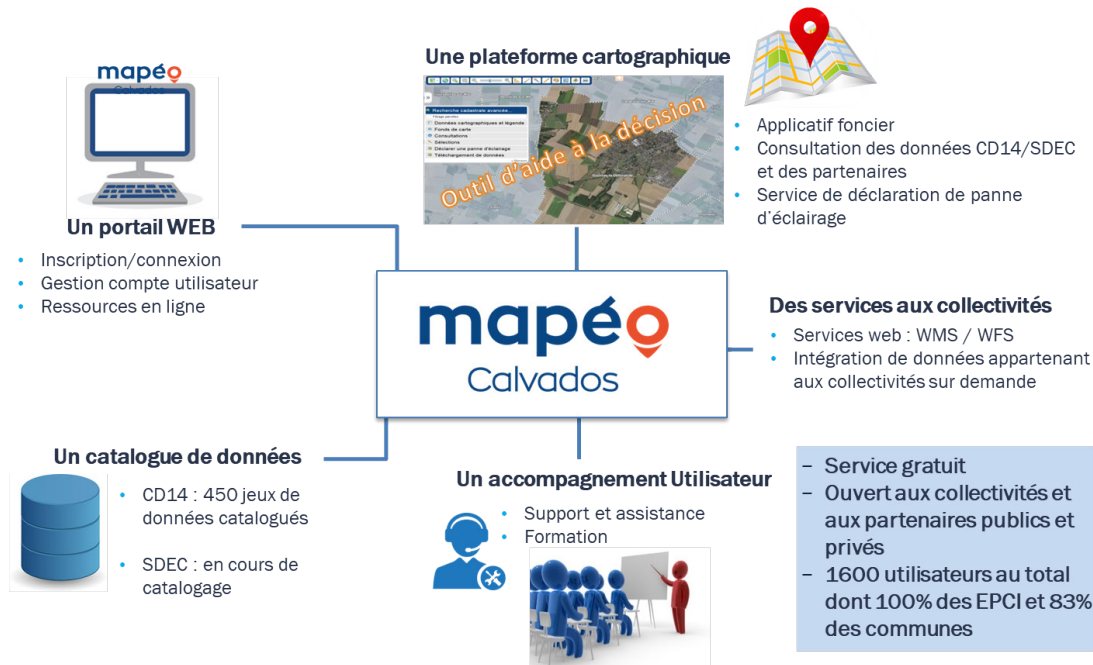 mapéo
Calvados
Un portail WEB
• Inscription/connexion
• Gestion compte utilisateur
• Ressources en ligne
Une plateforme cartographique
Recherche cadastrale avancée...
Données cartographiques et légende
Fonds de carte
Consultations
Sélections
Déclarer une panne d'éclairage
Téléchargement de données
Outil d'aide à la décision
• Applicatif foncier
• Consultation des données CD14/SDEC
et des partenaires
• Service de déclaration de panne
d'éclairage
mapéo
Calvados
Des services aux collectivités
• Services web : WMS / WFS
• Intégration de données appartenant
aux collectivités sur demande
Un catalogue de données
• CD14 : 450 jeux de
données catalogués
• SDEC : en cours de
catalogage
Un accompagnement Utilisateur
• Support et assistance
• Formation
– Service gratuit
– Ouvert aux collectivités et
aux partenaires publics et
privés
– 1600 utilisateurs au total
dont 100% des EPCI et 83%
des communes